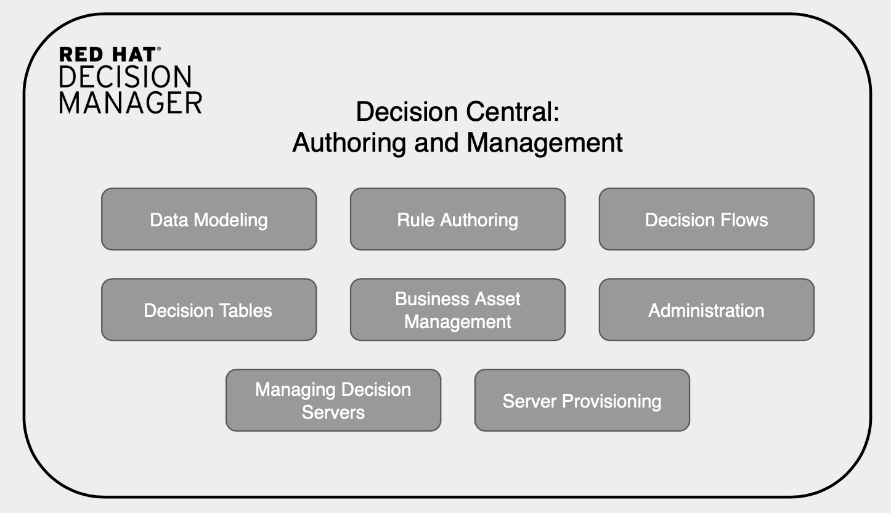 RED HAT®
DECISION
MANAGER
Decision Central:
Authoring and Management
Data Modeling
Rule Authoring
Decision Flows
Decision Tables
Business Asset
Management
Administration
Managing Decision
Servers
Server Provisioning